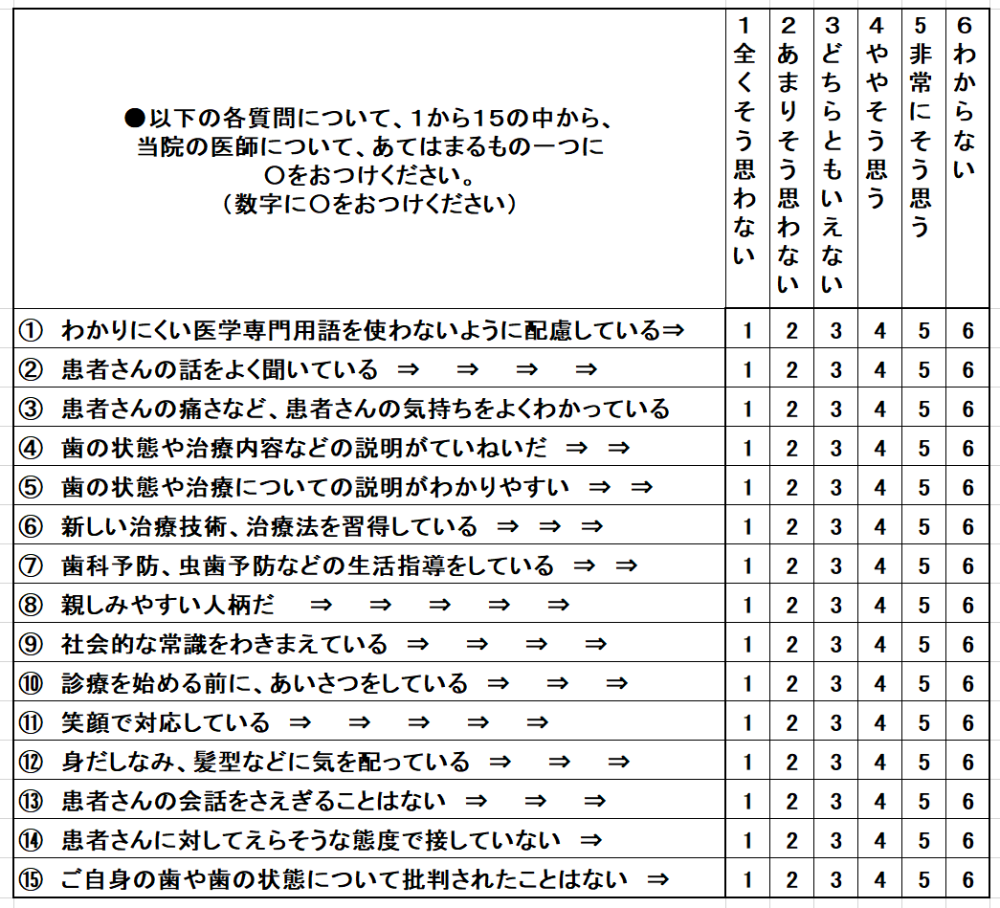 ●以下の各質問について、1から15の中から、
当院の医師について、あてはまるもの一つに
〇をおつけください。
（数字に〇をおつけください）
1全くそう思わない
2あまりそう思わない
3どちらともいえない
4ややそう思う
5非常にそう思う
6わからない
① わかりにくい医学専門用語を使わないように配慮している⇒ 1 2 3 4 5 6
② 患者さんの話をよく聞いている ⇒ ⇒ ⇒ ⇒ 1 2 3 4 5 6
③ 患者さんの痛さなど、患者さんの気持ちをよくわかっている 1 2 3 4 5 6
④ 歯の状態や治療内容などの説明がていねいだ ⇒ ⇒ 1 2 3 4 5 6
⑤ 歯の状態や治療についての説明がわかりやすい ⇒ ⇒ 1 2 3 4 5 6
⑥ 新しい治療技術、治療法を習得している ⇒ ⇒ ⇒ 1 2 3 4 5 6
⑦ 歯科予防、虫歯予防などの生活指導をしている ⇒ ⇒ 1 2 3 4 5 6
⑧ 親しみやすい人柄だ ⇒ ⇒ ⇒ ⇒ ⇒ 1 2 3 4 5 6
⑨ 社会的な常識をわきまえている ⇒ ⇒ ⇒ ⇒ 1 2 3 4 5 6
⑩ 診療を始める前に、あいさつをしている ⇒ ⇒ ⇒ 1 2 3 4 5 6
⑪ 笑顔で対応している ⇒ ⇒ ⇒ ⇒ ⇒ 1 2 3 4 5 6
⑫ 身だしなみ、髪型などに気を配っている ⇒ ⇒ ⇒ 1 2 3 4 5 6
⑬ 患者さんの会話をさえぎることはない ⇒ ⇒ ⇒ 1 2 3 4 5 6
⑭ 患者さんに対してえらそうな態度で接していない ⇒ 1 2 3 4 5 6
⑮ ご自身の歯や歯の状態について批判されたことはない ⇒ 1 2 3 4 5 6